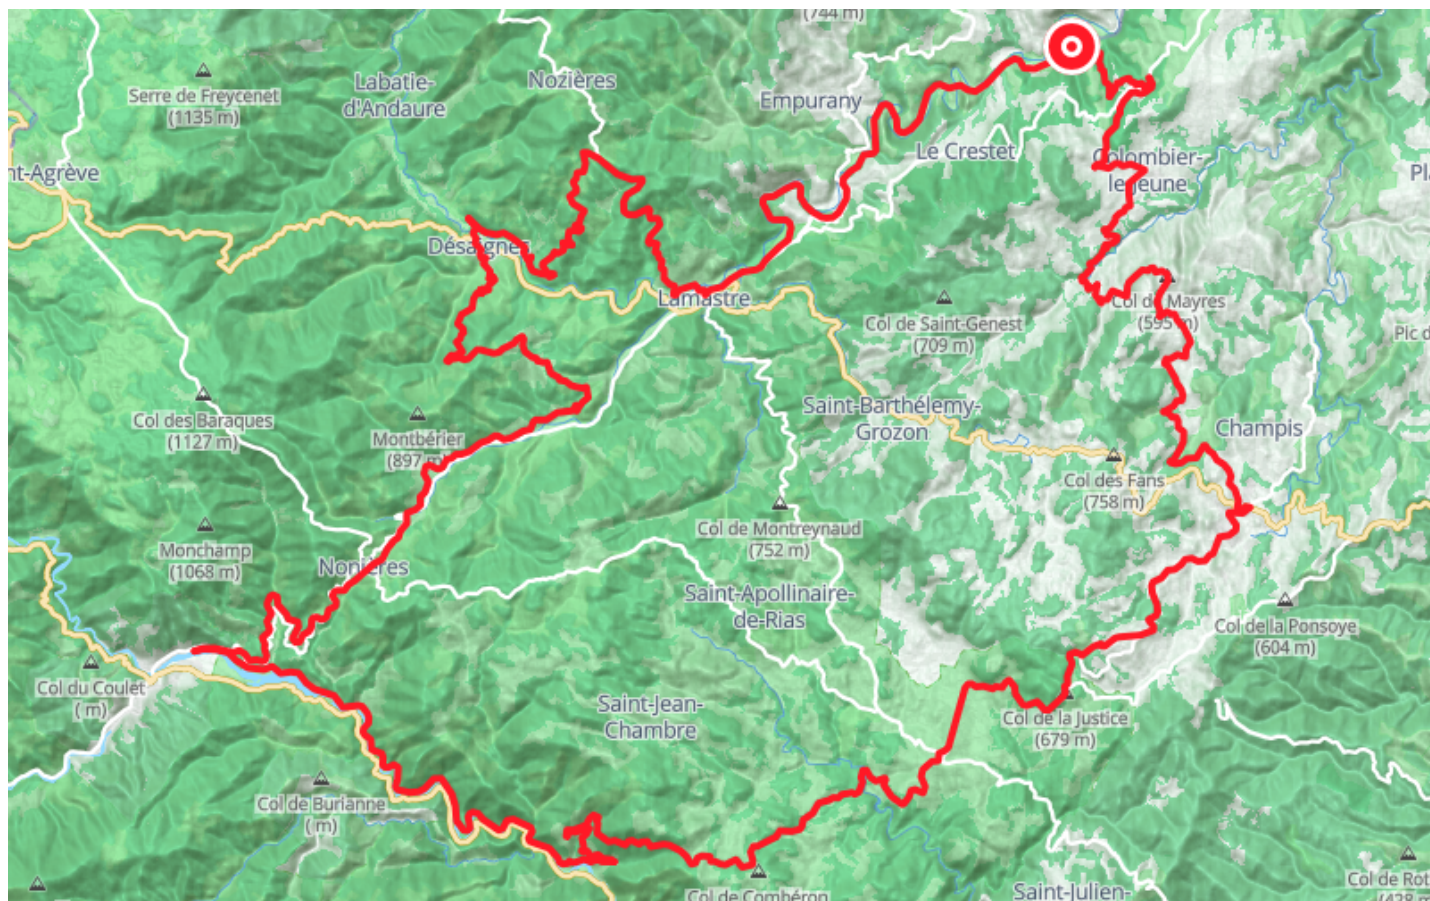 (744 m)
Serre de Freycenet
(1135 m)
Labatie-
d'Andaure
Nozières
Empurany
Le Crestet
Colombier-
le-jeune
nt-Agrève
Désaignes
Lamastre
Col de Mayres
(595 m)
Col de Saint-Genest
(709 m)
Pic d
Col des Baraques
(1127 m)
Montbérier
(897 m)
Saint-Barthélemy-
Grozon
Champis
Col des Fans
(758 m)
Col de Montreynaud
(752 m)
Monchamp
(1068 m)
Nonières
Saint-Apollinaire-
de-Rias
Col de la Ponsoye
(604 m)
Col du Coulet
( m)
Saint-Jean-
Chambre
Col de la Justice
(679 m)
Col de Burianne
( m)
Col de Combéron
Saint-Julien-
Col de Rot